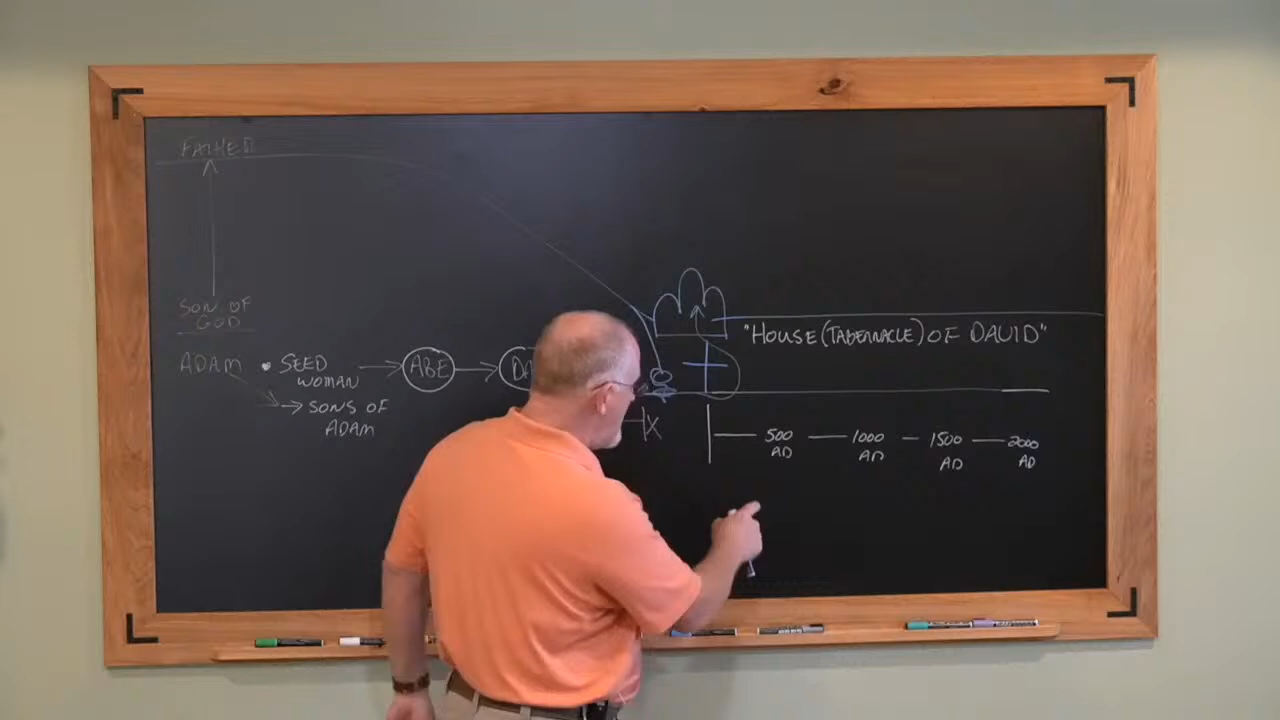 FATHER
SON OF
GOD
"HOUSE (TABERNACLE) OF DAVID"
ADAM • SEED
WOMAN
ABE
DA
SONS OF
ADAM
500
AD
1000
AD
1500
AD
2000
AD